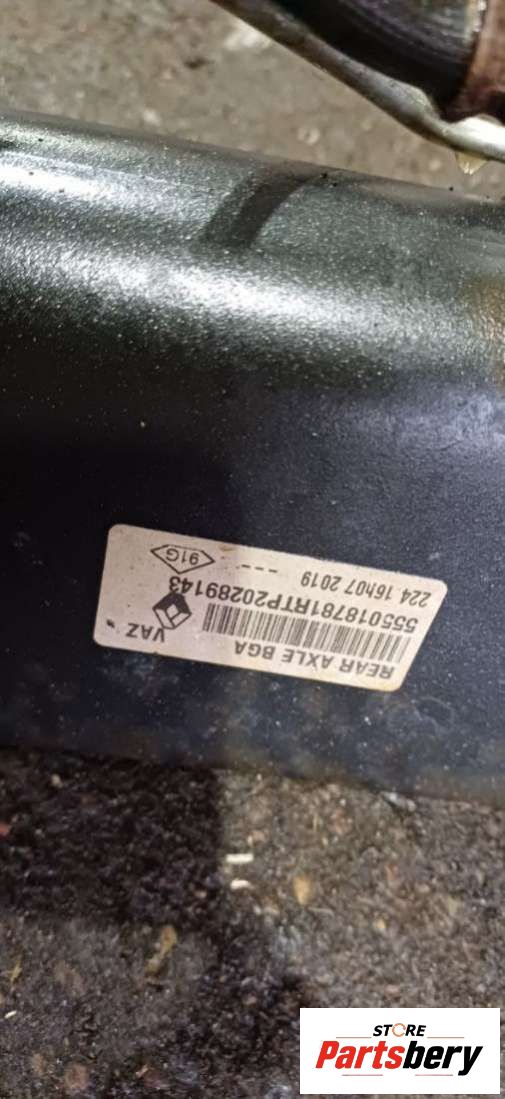 REAR AXLE BGA
VAZ
555018781RTP20289143
224 16h07 2019 ---
91G
STORE
Partsbery